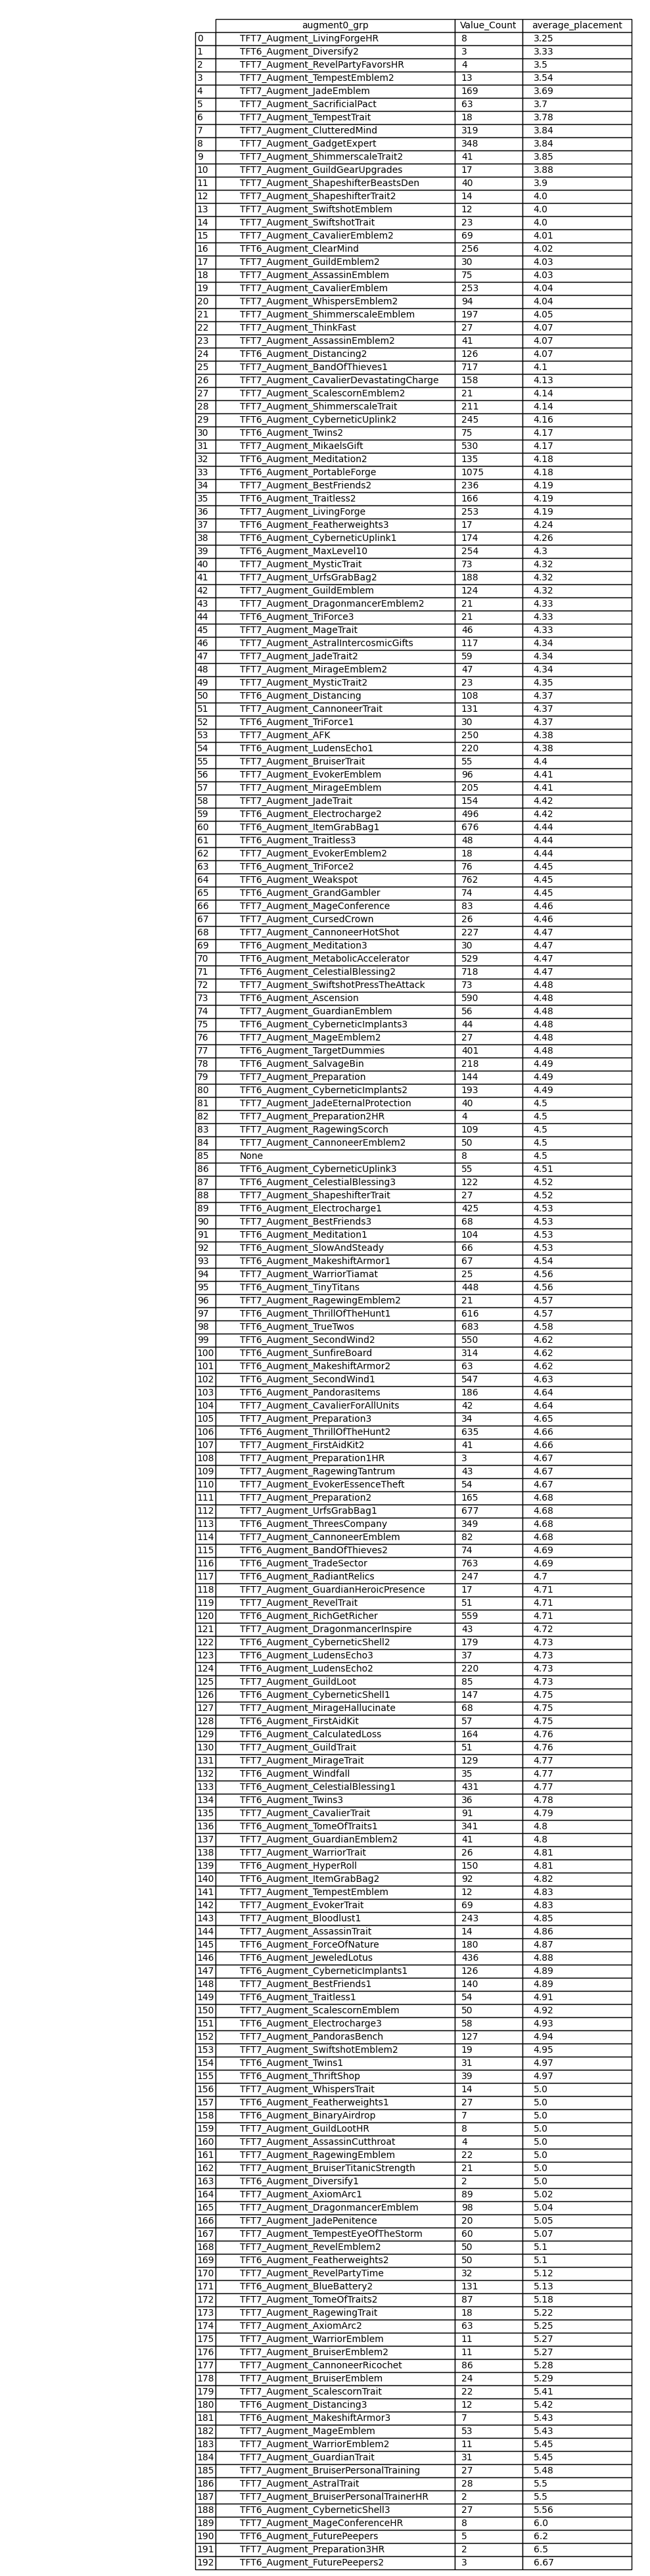 augment0_grp Value_Count average_placement
0 TFT7_Augment_LivingForgeHR 8 3.25
1 TFT6_Augment_Diversify2 3 3.33
2 TFT7_Augment_RevelPartyFavorsHR 4 3.5
3 TFT7_Augment_TempestEmblem2 13 3.54
4 TFT7_Augment_JadeEmblem 169 3.69
5 TFT7_Augment_SacrificialPact 63 3.7
6 TFT7_Augment_TempestTrait 18 3.78
7 TFT7_Augment_ClutteredMind 319 3.84
8 TFT7_Augment_GadgetExpert 348 3.84
9 TFT7_Augment_ShimmerscaleTrait2 41 3.85
10 TFT7_Augment_GuildGearUpgrades 17 3.88
11 TFT7_Augment_ShapeshifterBeastsDen 40 3.9
12 TFT7_Augment_ShapeshifterTrait2 14 4.0
13 TFT7_Augment_SwiftshotEmblem 12 4.0
14 TFT7_Augment_SwiftshotTrait 23 4.0
15 TFT7_Augment_CavalierEmblem2 69 4.01
16 TFT6_Augment_ClearMind 256 4.02
17 TFT7_Augment_GuildEmblem2 30 4.03
18 TFT7_Augment_AssassinEmblem 75 4.03
19 TFT7_Augment_CavalierEmblem 253 4.04
20 TFT7_Augment_WhispersEmblem2 94 4.04
21 TFT7_Augment_ShimmerscaleEmblem 197 4.05
22 TFT7_Augment_ThinkFast 27 4.07
23 TFT7_Augment_AssassinEmblem2 41 4.07
24 TFT6_Augment_Distancing2 126 4.07
25 TFT7_Augment_BandOfThieves1 717 4.1
26 TFT7_Augment_CavalierDevastatingCharge 158 4.13
27 TFT7_Augment_ScalescornEmblem2 21 4.14
28 TFT7_Augment_ShimmerscaleTrait 211 4.14
29 TFT6_Augment_CyberneticUplink2 245 4.16
30 TFT6_Augment_Twins2 75 4.17
31 TFT7_Augment_MikaelsGift 530 4.17
32 TFT6_Augment_Meditation2 135 4.18
33 TFT6_Augment_PortableForge 1075 4.18
34 TFT7_Augment_BestFriends2 236 4.19
35 TFT6_Augment_Traitless2 166 4.19
36 TFT7_Augment_LivingForge 253 4.19
37 TFT6_Augment_Featherweights3 17 4.24
38 TFT6_Augment_CyberneticUplink1 174 4.26
39 TFT6_Augment_MaxLevel10 254 4.3
40 TFT7_Augment_MysticTrait 73 4.32
41 TFT7_Augment_UrfsGrabBag2 188 4.32
42 TFT7_Augment_GuildEmblem 124 4.32
43 TFT7_Augment_DragonmancerEmblem2 21 4.33
44 TFT6_Augment_TriForce3 21 4.33
45 TFT7_Augment_MageTrait 46 4.33
46 TFT7_Augment_AstralIntercosmicGifts 117 4.34
47 TFT7_Augment_JadeTrait2 59 4.34
48 TFT7_Augment_MirageEmblem2 47 4.34
49 TFT7_Augment_MysticTrait2 23 4.35
50 TFT6_Augment_Distancing 108 4.37
51 TFT7_Augment_CannoneerTrait 131 4.37
52 TFT6_Augment_TriForce1 30 4.37
53 TFT7_Augment_AFK 250 4.38
54 TFT6_Augment_LudensEcho1 220 4.38
55 TFT7_Augment_BruiserTrait 55 4.4
56 TFT7_Augment_EvokerEmblem 96 4.41
57 TFT7_Augment_MirageEmblem 205 4.41
58 TFT7_Augment_JadeTrait 154 4.42
59 TFT6_Augment_Electrocharge2 496 4.42
60 TFT6_Augment_ItemGrabBag1 676 4.44
61 TFT6_Augment_Traitless3 48 4.44
62 TFT7_Augment_EvokerEmblem2 18 4.44
63 TFT6_Augment_TriForce2 76 4.45
64 TFT6_Augment_Weakspot 762 4.45
65 TFT6_Augment_GrandGambler 74 4.45
66 TFT7_Augment_MageConference 83 4.46
67 TFT7_Augment_CursedCrown 26 4.46
68 TFT7_Augment_CannoneerHotShot 227 4.47
69 TFT6_Augment_Meditation3 30 4.47
70 TFT6_Augment_MetabolicAccelerator 529 4.47
71 TFT6_Augment_CelestialBlessing2 718 4.47
72 TFT7_Augment_SwiftshotPressTheAttack 73 4.48
73 TFT6_Augment_Ascension 590 4.48
74 TFT7_Augment_GuardianEmblem 56 4.48
75 TFT6_Augment_CyberneticImplants3 44 4.48
76 TFT7_Augment_MageEmblem2 27 4.48
77 TFT6_Augment_TargetDummies 401 4.48
78 TFT6_Augment_SalvageBin 218 4.49
79 TFT7_Augment_Preparation 144 4.49
80 TFT6_Augment_CyberneticImplants2 193 4.49
81 TFT7_Augment_JadeEternalProtection 40 4.5
82 TFT7_Augment_Preparation2HR 4 4.5
83 TFT7_Augment_RagewingScorch 109 4.5
84 TFT7_Augment_CannoneerEmblem2 50 4.5
85 None 8 4.5
86 TFT6_Augment_CyberneticUplink3 55 4.51
87 TFT6_Augment_CelestialBlessing3 122 4.52
88 TFT7_Augment_ShapeshifterTrait 27 4.52
89 TFT6_Augment_Electrocharge1 425 4.53
90 TFT7_Augment_BestFriends3 68 4.53
91 TFT6_Augment_Meditation1 104 4.53
92 TFT6_Augment_SlowAndSteady 66 4.53
93 TFT6_Augment_MakeshiftArmor1 67 4.54
94 TFT7_Augment_WarriorTiamat 25 4.56
95 TFT6_Augment_TinyTitans 448 4.56
96 TFT7_Augment_RagewingEmblem2 21 4.57
97 TFT6_Augment_ThrillOfTheHunt1 616 4.57
98 TFT6_Augment_TrueTwos 683 4.58
99 TFT6_Augment_SecondWind2 550 4.62
100 TFT6_Augment_SunfireBoard 314 4.62
101 TFT6_Augment_MakeshiftArmor2 63 4.62
102 TFT6_Augment_SecondWind1 547 4.63
103 TFT6_Augment_PandorasItems 186 4.64
104 TFT7_Augment_CavalierForAllUnits 42 4.64
105 TFT7_Augment_Preparation3 34 4.65
106 TFT6_Augment_ThrillOfTheHunt2 635 4.66
107 TFT6_Augment_FirstAidKit2 41 4.66
108 TFT7_Augment_Preparation1HR 3 4.67
109 TFT7_Augment_RagewingTantrum 43 4.67
110 TFT7_Augment_EvokerEssenceTheft 54 4.67
111 TFT7_Augment_Preparation2 165 4.68
112 TFT7_Augment_UrfsGrabBag1 677 4.68
113 TFT6_Augment_ThreesCompany 349 4.68
114 TFT7_Augment_CannoneerEmblem 82 4.68
115 TFT6_Augment_BandOfThieves2 74 4.69
116 TFT6_Augment_TradeSector 763 4.69
117 TFT6_Augment_RadiantRelics 247 4.7
118 TFT7_Augment_GuardianHeroicPresence 17 4.71
119 TFT7_Augment_RevelTrait 51 4.71
120 TFT6_Augment_RichGetRicher 559 4.71
121 TFT7_Augment_DragonmancerInspire 43 4.72
122 TFT6_Augment_CyberneticShell2 179 4.73
123 TFT6_Augment_LudensEcho3 37 4.73
124 TFT6_Augment_LudensEcho2 220 4.73
125 TFT7_Augment_GuildLoot 85 4.73
126 TFT6_Augment_CyberneticShell1 147 4.75
127 TFT7_Augment_MirageHallucinate 68 4.75
128 TFT6_Augment_FirstAidKit 57 4.75
129 TFT6_Augment_CalculatedLoss 164 4.76
130 TFT7_Augment_GuildTrait 51 4.76
131 TFT7_Augment_MirageTrait 129 4.77
132 TFT6_Augment_Windfall 35 4.77
133 TFT6_Augment_CelestialBlessing1 431 4.77
134 TFT6_Augment_Twins3 36 4.78
135 TFT7_Augment_CavalierTrait 91 4.79
136 TFT6_Augment_TomeOfTraits1 341 4.8
137 TFT7_Augment_GuardianEmblem2 41 4.8
138 TFT7_Augment_WarriorTrait 26 4.81
139 TFT6_Augment_HyperRoll 150 4.81
140 TFT6_Augment_ItemGrabBag2 92 4.82
141 TFT7_Augment_TempestEmblem 12 4.83
142 TFT7_Augment_EvokerTrait 69 4.83
143 TFT7_Augment_Bloodlust1 243 4.85
144 TFT7_Augment_AssassinTrait 14 4.86
145 TFT6_Augment_ForceOfNature 180 4.87
146 TFT6_Augment_JeweledLotus 436 4.88
147 TFT6_Augment_CyberneticImplants1 126 4.89
148 TFT7_Augment_BestFriends1 140 4.89
149 TFT6_Augment_Traitless1 54 4.91
150 TFT7_Augment_ScalescornEmblem 50 4.92
151 TFT6_Augment_Electrocharge3 58 4.93
152 TFT7_Augment_PandorasBench 127 4.94
153 TFT7_Augment_SwiftshotEmblem2 19 4.95
154 TFT6_Augment_Twins1 31 4.97
155 TFT6_Augment_ThriftShop 39 4.97
156 TFT7_Augment_WhispersTrait 14 5.0
157 TFT6_Augment_Featherweights1 27 5.0
158 TFT6_Augment_BinaryAirdrop 7 5.0
159 TFT7_Augment_GuildLootHR 8 5.0
160 TFT7_Augment_AssassinCutthroat 4 5.0
161 TFT7_Augment_RagewingEmblem 22 5.0
162 TFT7_Augment_BruiserTitanicStrength 21 5.0
163 TFT6_Augment_Diversify1 2 5.0
164 TFT7_Augment_AxiomArc1 89 5.02
165 TFT7_Augment_DragonmancerEmblem 98 5.04
166 TFT7_Augment_JadePenitence 20 5.05
167 TFT7_Augment_TempestEyeOfTheStorm 60 5.07
168 TFT7_Augment_RevelEmblem2 50 5.1
169 TFT6_Augment_Featherweights2 50 5.1
170 TFT7_Augment_RevelPartyTime 32 5.12
171 TFT6_Augment_BlueBattery2 131 5.13
172 TFT7_Augment_TomeOfTraits2 87 5.18
173 TFT7_Augment_RagewingTrait 18 5.22
174 TFT7_Augment_AxiomArc2 63 5.25
175 TFT7_Augment_WarriorEmblem 11 5.27
176 TFT7_Augment_BruiserEmblem2 11 5.27
177 TFT7_Augment_CannoneerRicochet 86 5.28
178 TFT7_Augment_BruiserEmblem 24 5.29
179 TFT7_Augment_ScalescornTrait 22 5.41
180 TFT6_Augment_Distancing3 12 5.42
181 TFT6_Augment_MakeshiftArmor3 7 5.43
182 TFT7_Augment_MageEmblem 53 5.43
183 TFT7_Augment_WarriorEmblem2 11 5.45
184 TFT7_Augment_GuardianTrait 31 5.45
185 TFT7_Augment_BruiserPersonalTraining 27 5.48
186 TFT7_Augment_AstralTrait 28 5.5
187 TFT7_Augment_BruiserPersonalTrainerHR 2 5.5
188 TFT6_Augment_CyberneticShell3 27 5.56
189 TFT7_Augment_MageConferenceHR 8 6.0
190 TFT6_Augment_FuturePeepers 5 6.2
191 TFT7_Augment_Preparation3HR 2 6.5
192 TFT6_Augment_FuturePeepers2 3 6.67